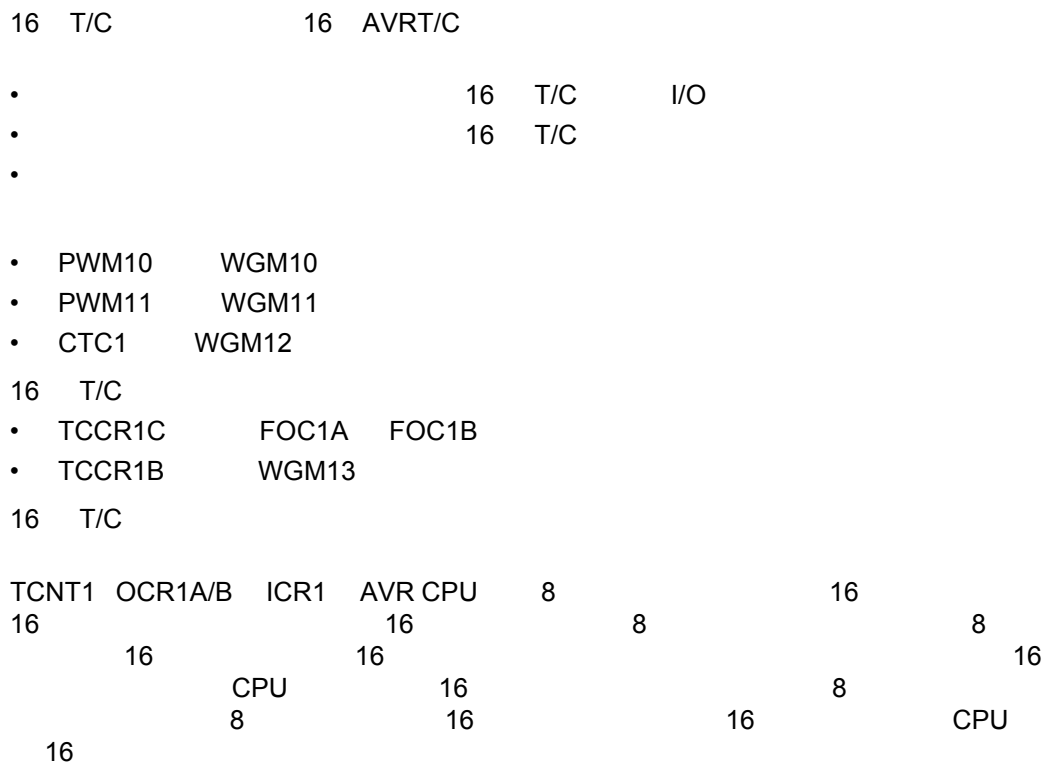 16 T/C 16 AVRT/C
• 16 T/C I/O
• 16 T/C
•
• PWM10 WGM10
• PWM11 WGM11
• CTC1 WGM12
16 T/C
• TCCR1C FOC1A FOC1B
• TCCR1B WGM13
16 T/C
TCNT1 OCR1A/B ICR1 AVR CPU 8 16
16 16 8 8
16 16 16
CPU 16 8
8 16 16 CPU
16